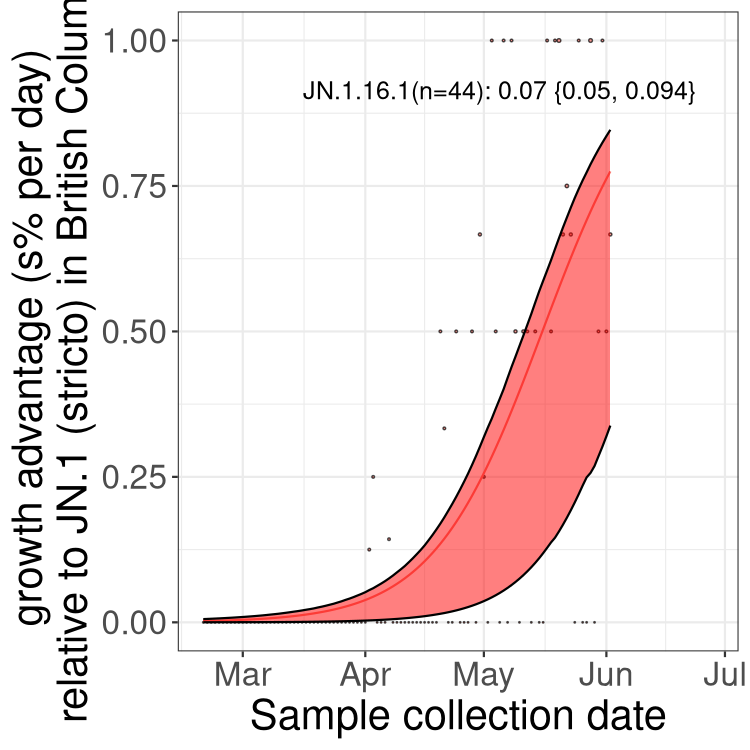 growth advantage (s% per day)
relative to JN.1 (stricto) in British Colum
1.00
0.75
0.50
0.25
0.00
JN.1.16.1(n=44): 0.07 {0.05, 0.094}
Mar Apr May Jun Jul
Sample collection date